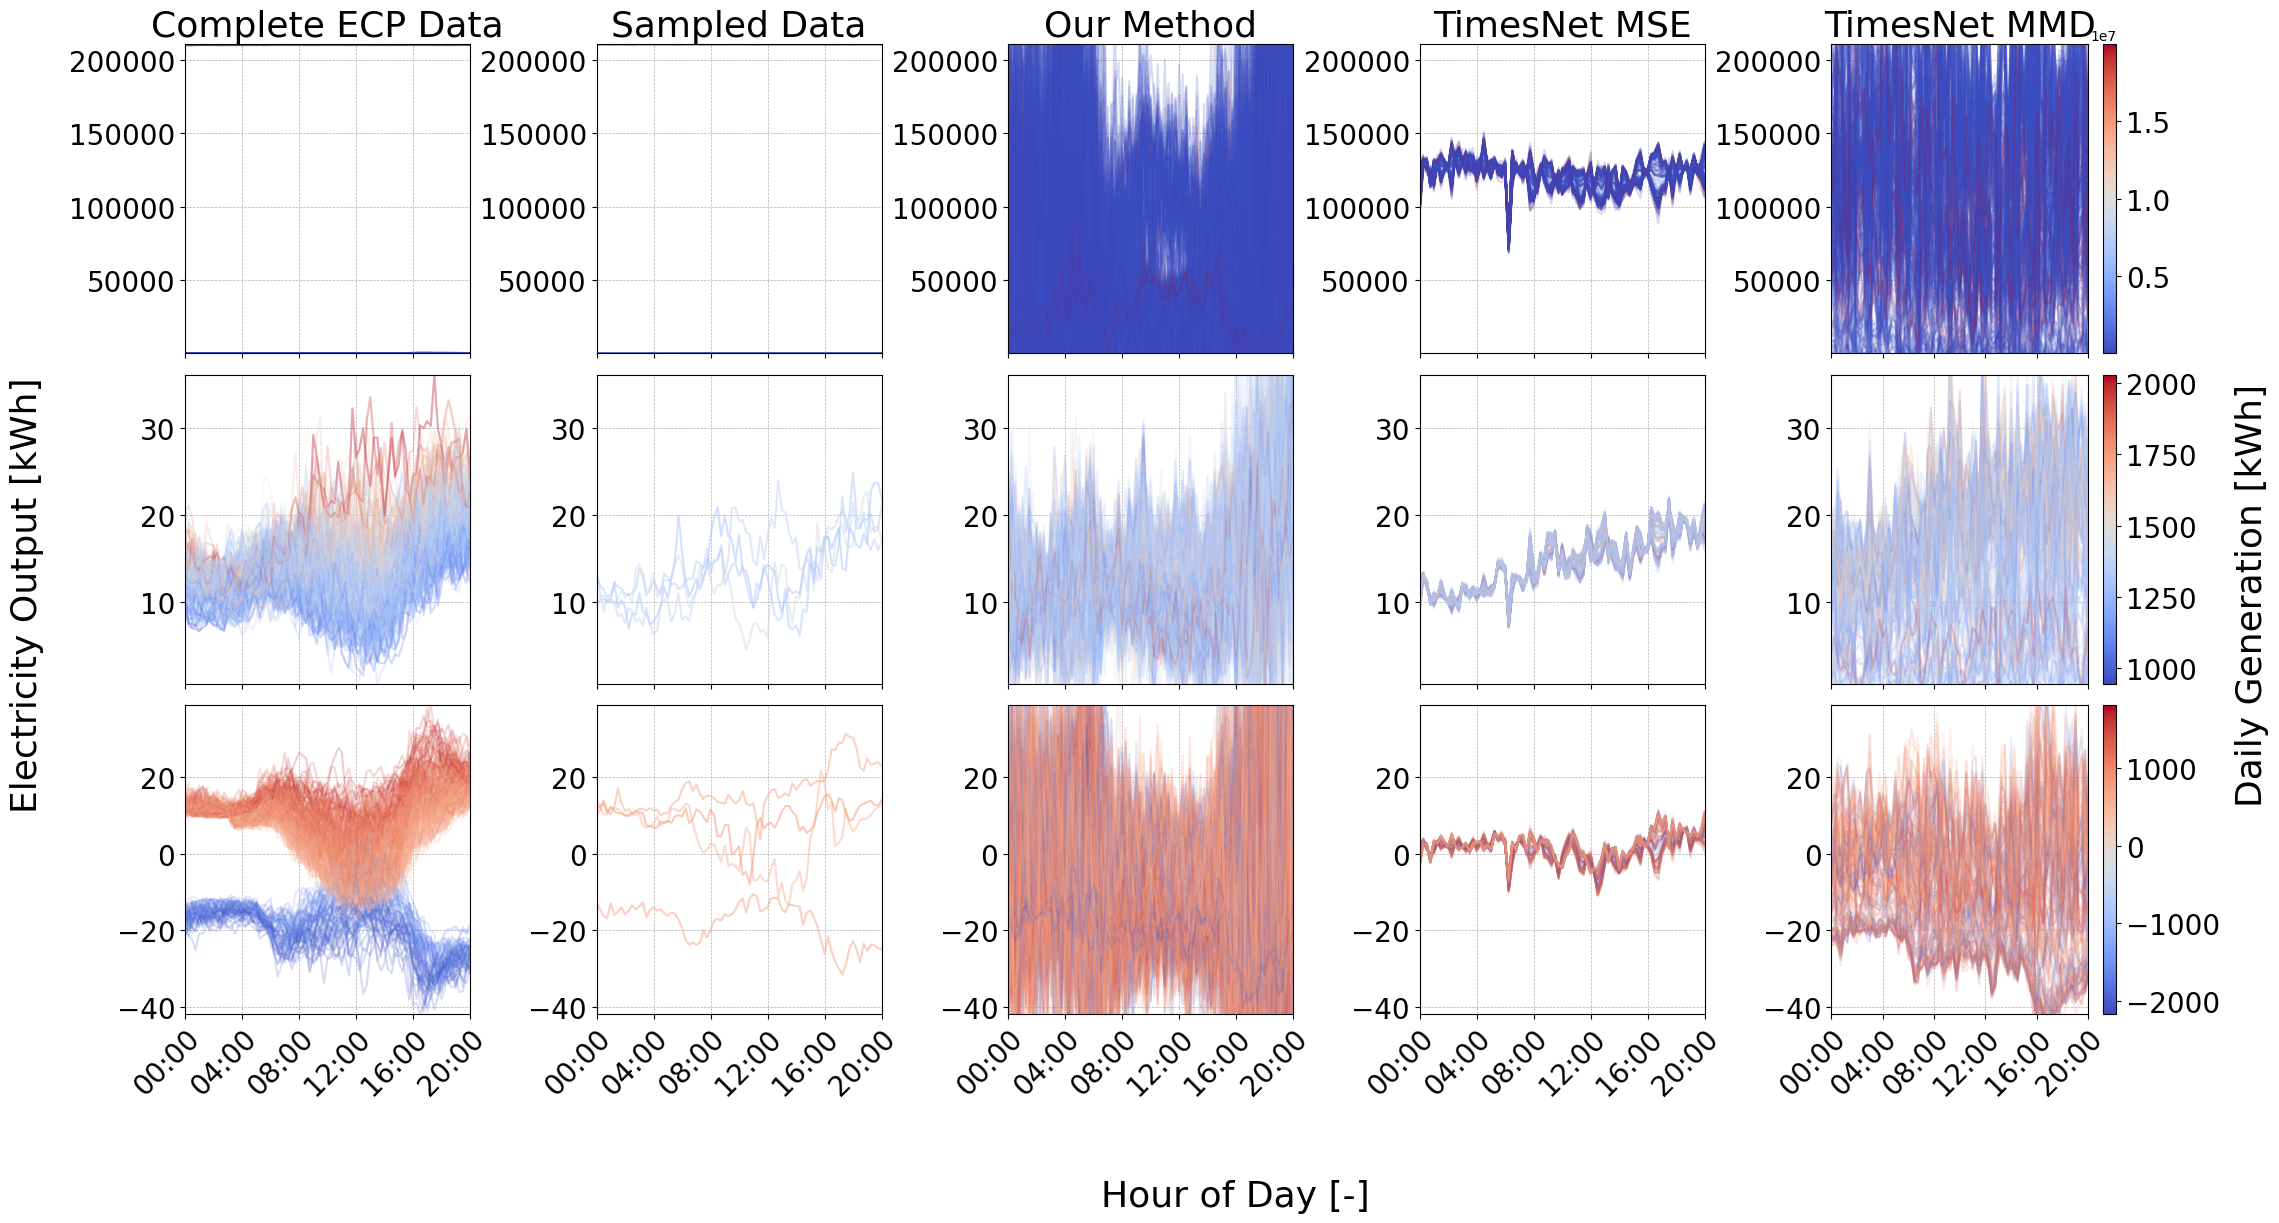 Complete ECP Data Sampled Data Our Method TimesNet MSE TimesNet MMD
1e7
200000 200000 200000 200000 200000
150000 150000 150000 150000 150000 1.5
100000 100000 100000 100000 100000 1.0
50000 50000 50000 50000 50000 0.5
30 30 30 30 30 2000
1750
20 20 20 20 20 1500
1250
10 10 10 10 10 1000
20 20 20 20 20 1000
0 0 0 0 0 0
−20 −20 −20 −20 −20 −1000
−40 −40 −40 −40 −40 −2000
00:00 04:00 08:00 12:00 16:00 20:00 00:00 04:00 08:00 12:00 16:00 20:00 00:00 04:00 08:00 12:00 16:00 20:00 00:00 04:00 08:00 12:00 16:00 20:00 00:00 04:00 08:00 12:00 16:00 20:00
Electricity Output [kWh]
Daily Generation [kWh]
Hour of Day [-]